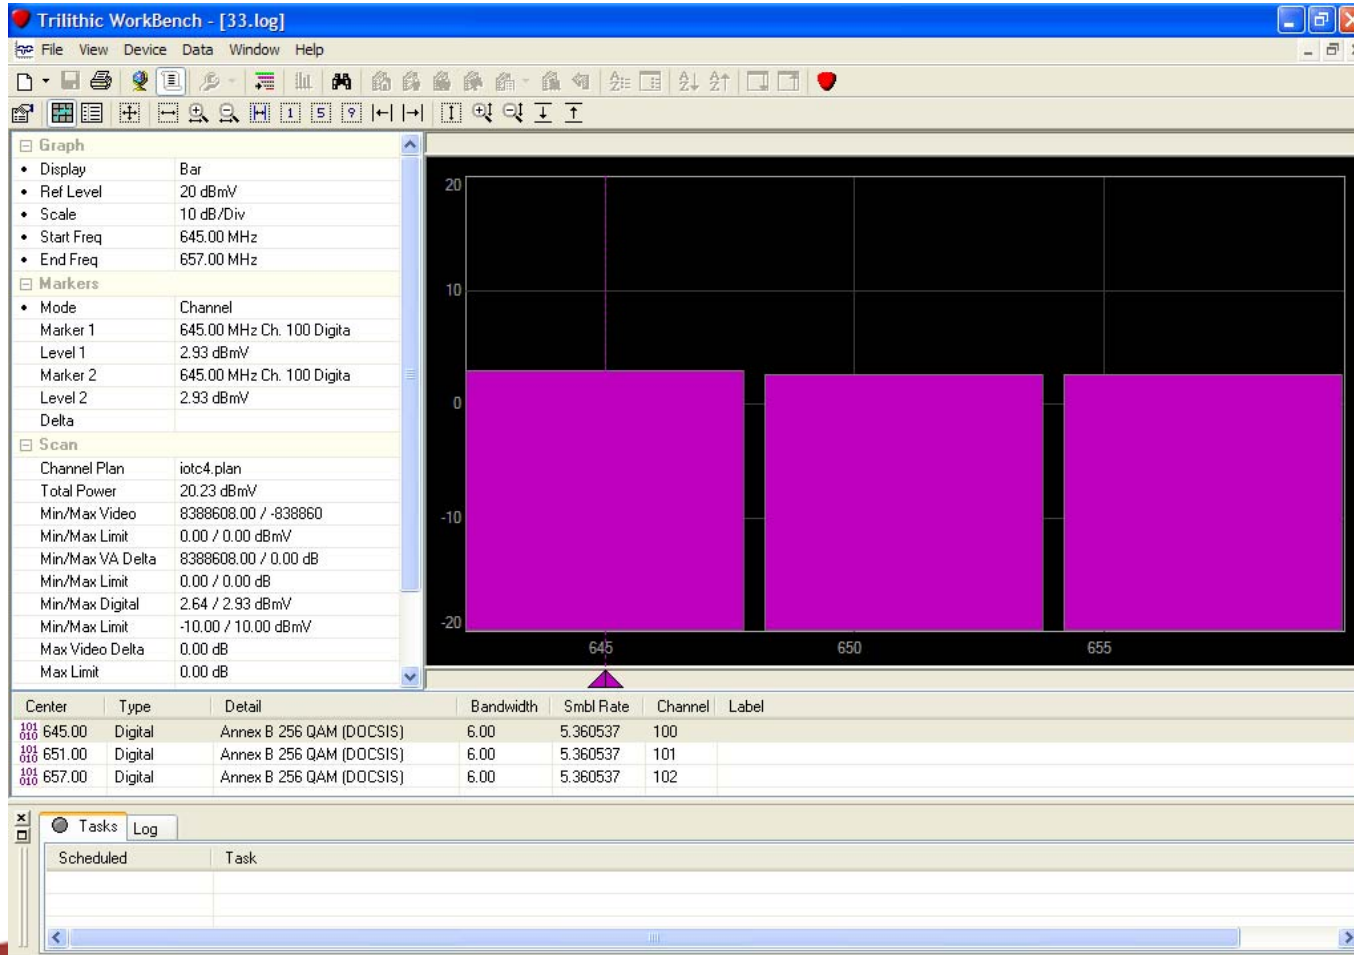 Trilithic WorkBench - [33.log]
File View Device Data Window Help
Graph
Display Bar
Ref Level 20 dBmV
Scale 10 dB/Div
Start Freq 645.00 MHz
End Freq 657.00 MHz
Markers
Mode Channel
Marker 1 645.00 MHz Ch. 100 Digita
Level 1 2.93 dBmV
Marker 2 645.00 MHz Ch. 100 Digita
Level 2 2.93 dBmV
Delta
Scan
Channel Plan iotc4.plan
Total Power 20.23 dBmV
Min/Max Video 8388608.00 / -838860
Min/Max Limit 0.00 / 0.00 dBmV
Min/Max VA Delta 8388608.00 / 0.00 dB
Min/Max Limit 0.00 / 0.00 dB
Min/Max Digital 2.64 / 2.93 dBmV
Min/Max Limit -10.00 / 10.00 dBmV
Max Video Delta 0.00 dB
Max Limit 0.00 dB
20
10
0
-10
-20
645 650 655
Center Type Detail Bandwidth Smbl Rate Channel Label
645.00 Digital Annex B 256 QAM (DOCSIS) 6.00 5.360537 100
651.00 Digital Annex B 256 QAM (DOCSIS) 6.00 5.360537 101
657.00 Digital Annex B 256 QAM (DOCSIS) 6.00 5.360537 102
Tasks Log
Scheduled Task